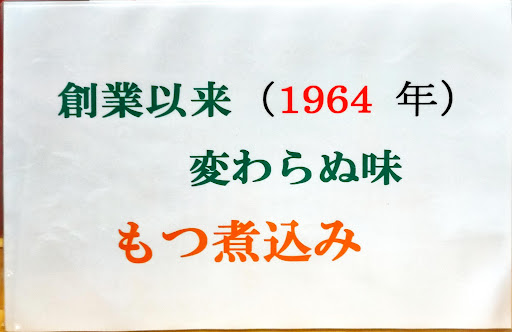 創業以来（1964 年）
変わらぬ味
もつ煮込み